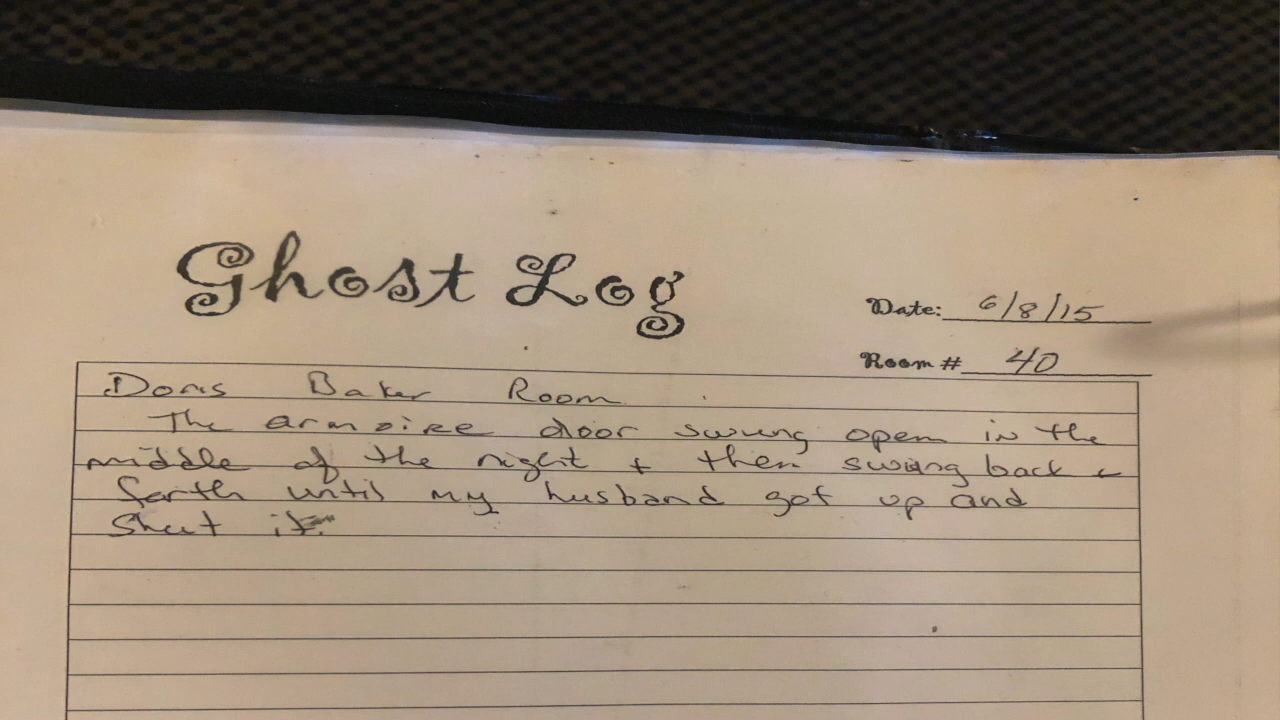 Ghost Log
Date: 6/8/15
Room # 40
Doris Baker Room
The armoire door swung open in the
middle of the night + then swung back &
forth until my husband got up and
shut it.